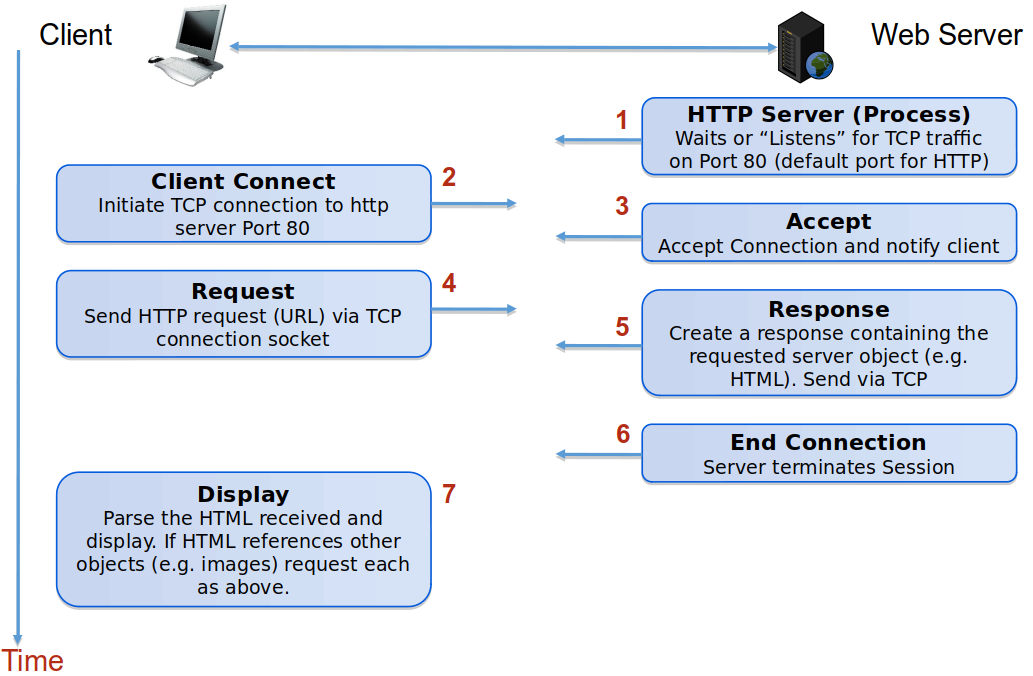 Client
Web Server
1
HTTP Server (Process)
Waits or “Listens” for TCP traffic
on Port 80 (default port for HTTP)
2
Client Connect
Initiate TCP connection to http
server Port 80
3
Accept
Accept Connection and notify client
4
Request
Send HTTP request (URL) via TCP
connection socket
5
Response
Create a response containing the
requested server object (e.g.
HTML). Send via TCP
6
End Connection
Server terminates Session
7
Display
Parse the HTML received and
display. If HTML references other
objects (e.g. images) request each
as above.
Time